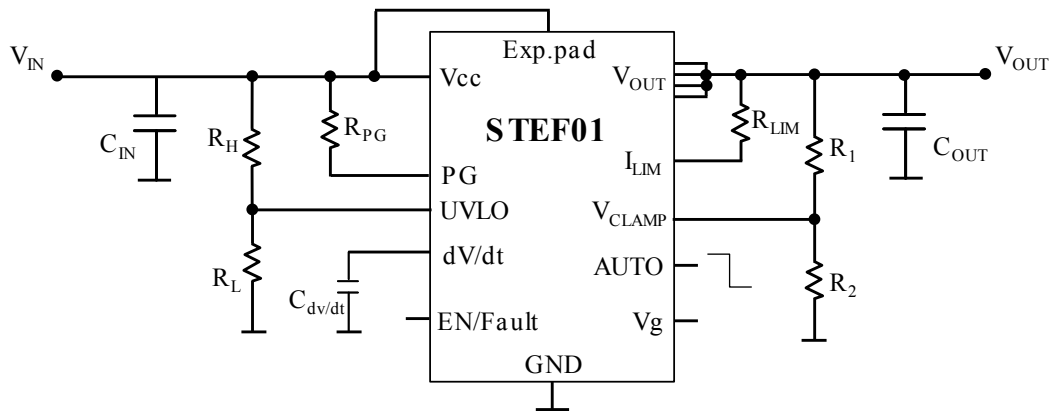 Exp.pad
V_IN
V_OUT
Vcc
V_OUT
R_LIM
R_PG
C_IN
R_H
STEF01
R_1
C_OUT
I_LIM
PG
UVLO
V_CLAMP
dV/dt
AUTO
R_L
R_2
C_dv/dt
EN/Fault
Vg
GND